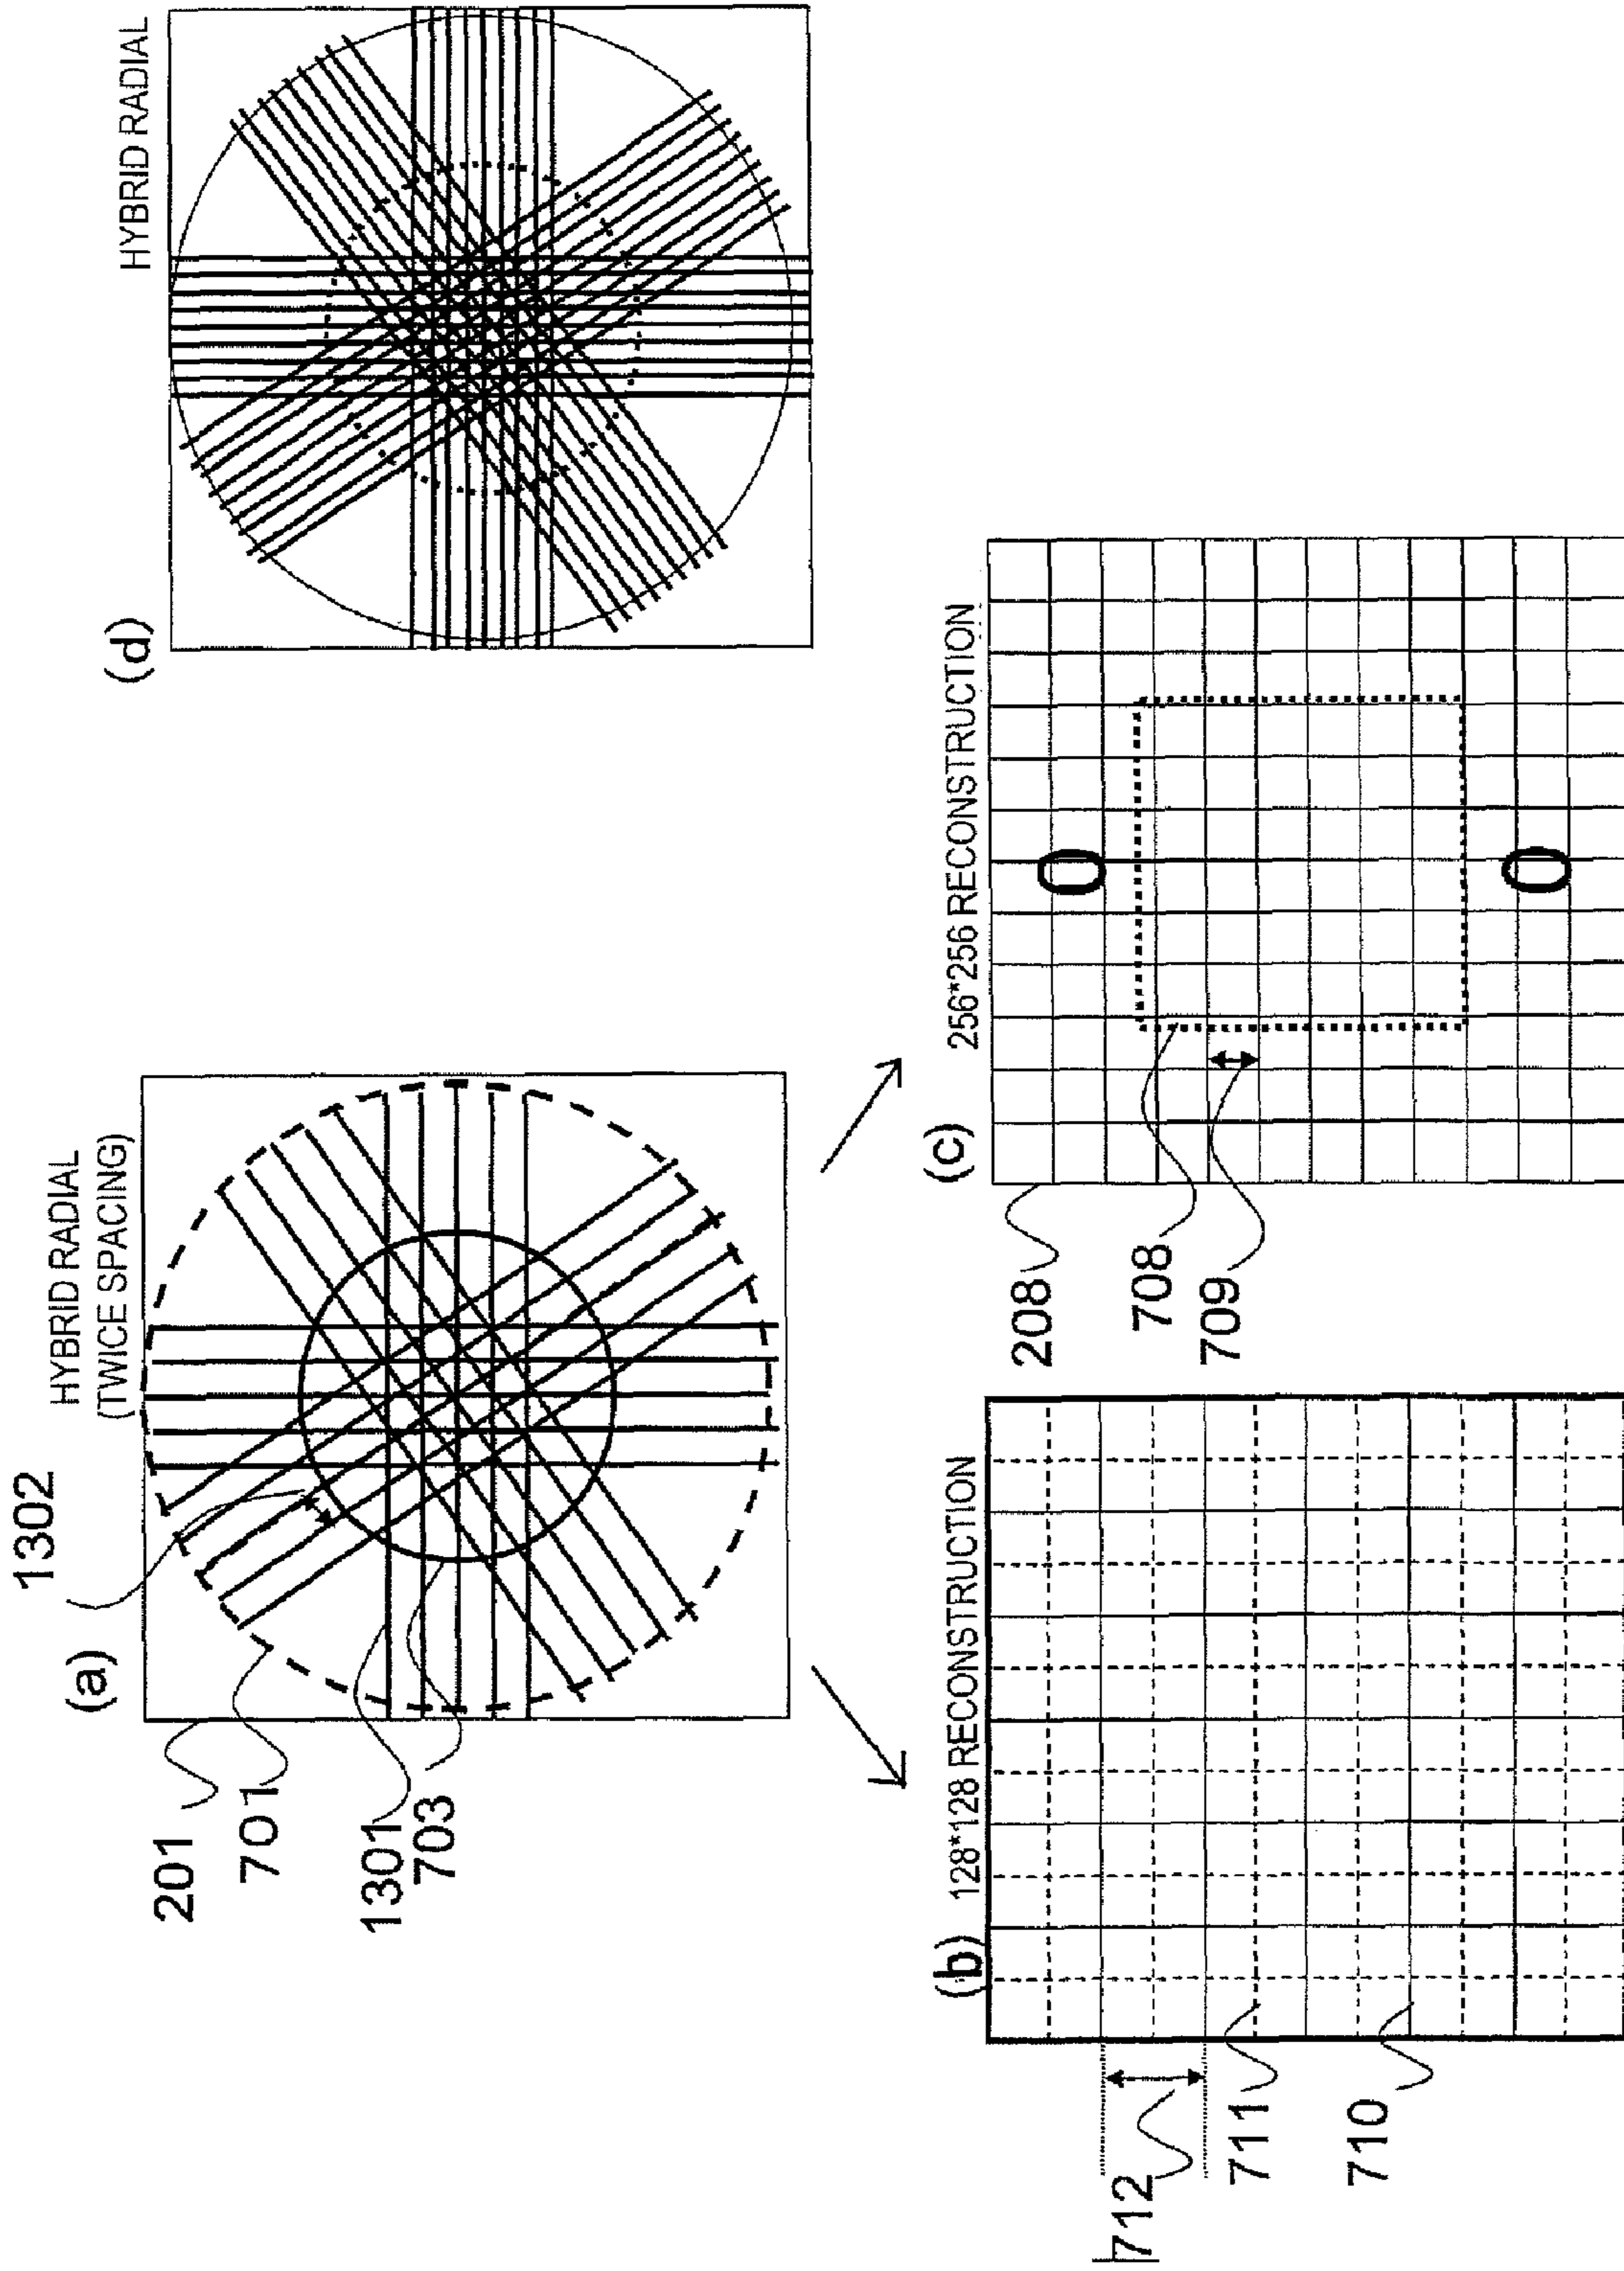 1302
(a)
HYBRID RADIAL
(TWICE SPACING)
201
701
1301
703
(d)
HYBRID RADIAL
(b)
128*128 RECONSTRUCTION
712
711
710
(c)
256*256 RECONSTRUCTION
208
708
709
0
0